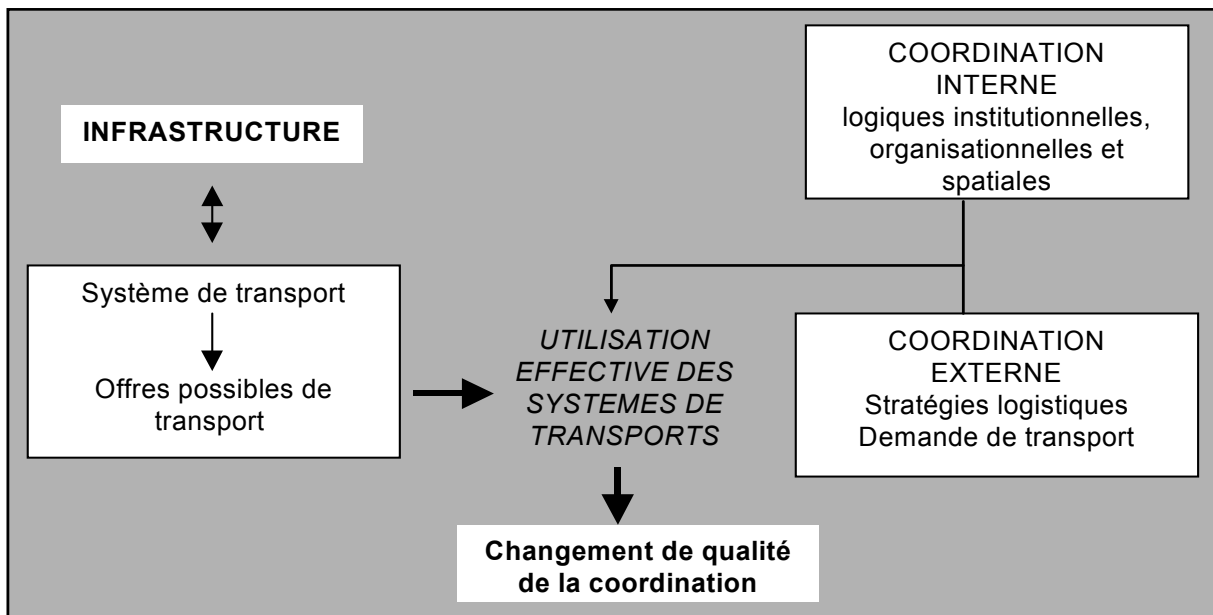 COORDINATION
INTERNE
logiques institutionnelles,
organisationnelles et
spatiales
INFRASTRUCTURE
Système de transport
Offres possibles de
transport
UTILISATION
EFFECTIVE DES
SYSTEMES DE
TRANSPORTS
COORDINATION
EXTERNE
Stratégies logistiques
Demande de transport
Changement de qualité
de la coordination